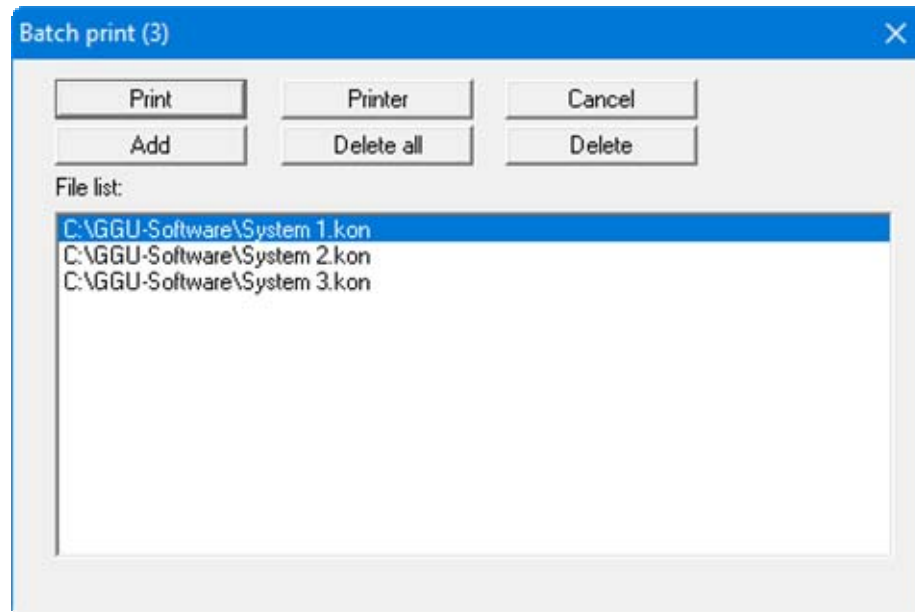 Batch print (3)
Print Printer Cancel
Add Delete all Delete
File list:
C:\GGU-Software\System 1.kon
C:\GGU-Software\System 2.kon
C:\GGU-Software\System 3.kon